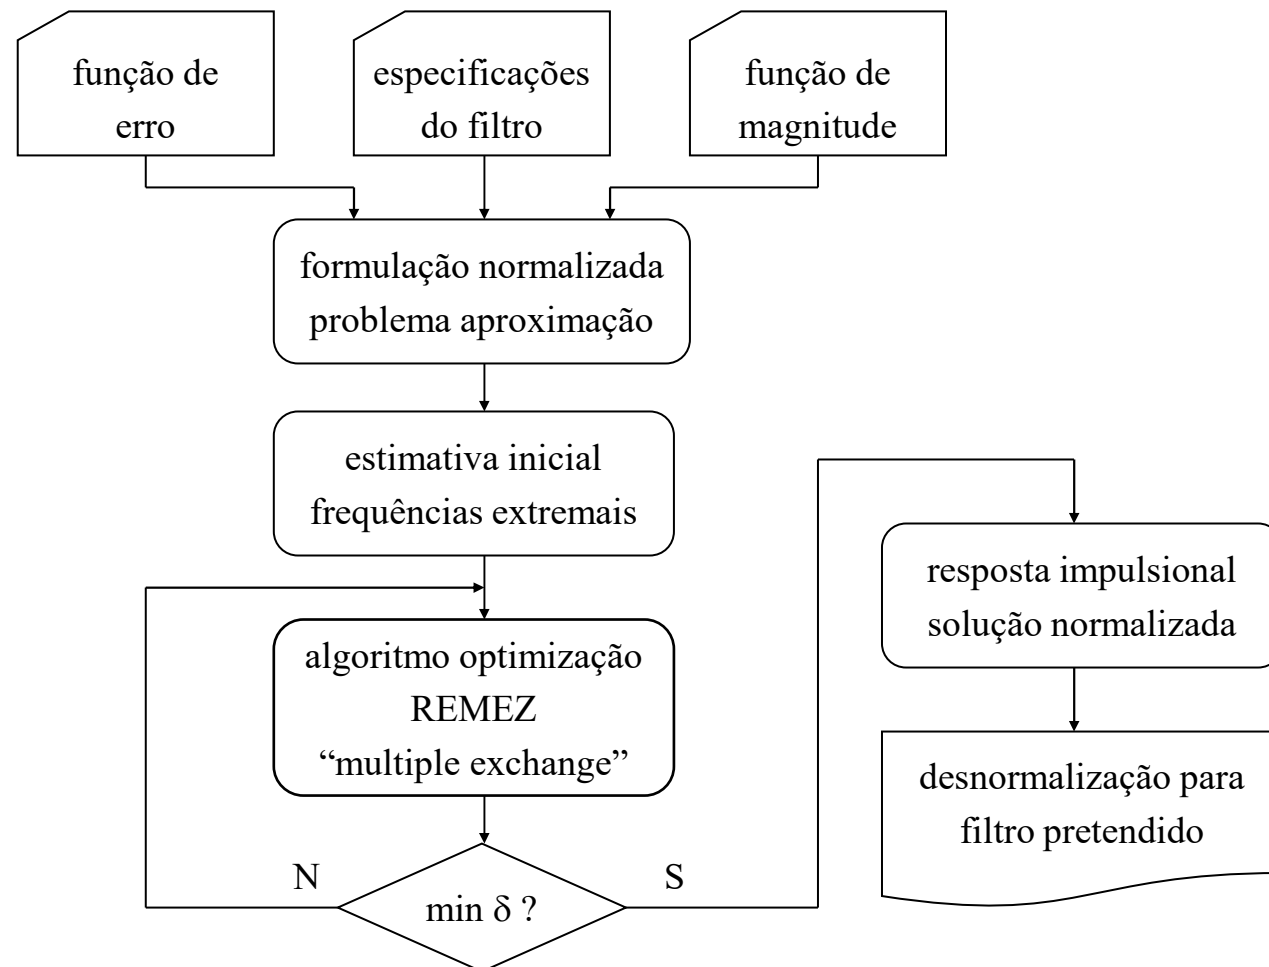 função de
erro
especificações
do filtro
função de
magnitude
formulação normalizada
problema aproximação
estimativa inicial
frequências extremais
algoritmo optimização
REMEZ
“multiple exchange”
N
min δ ?
S
resposta impulsional
solução normalizada
desnormalização para
filtro pretendido